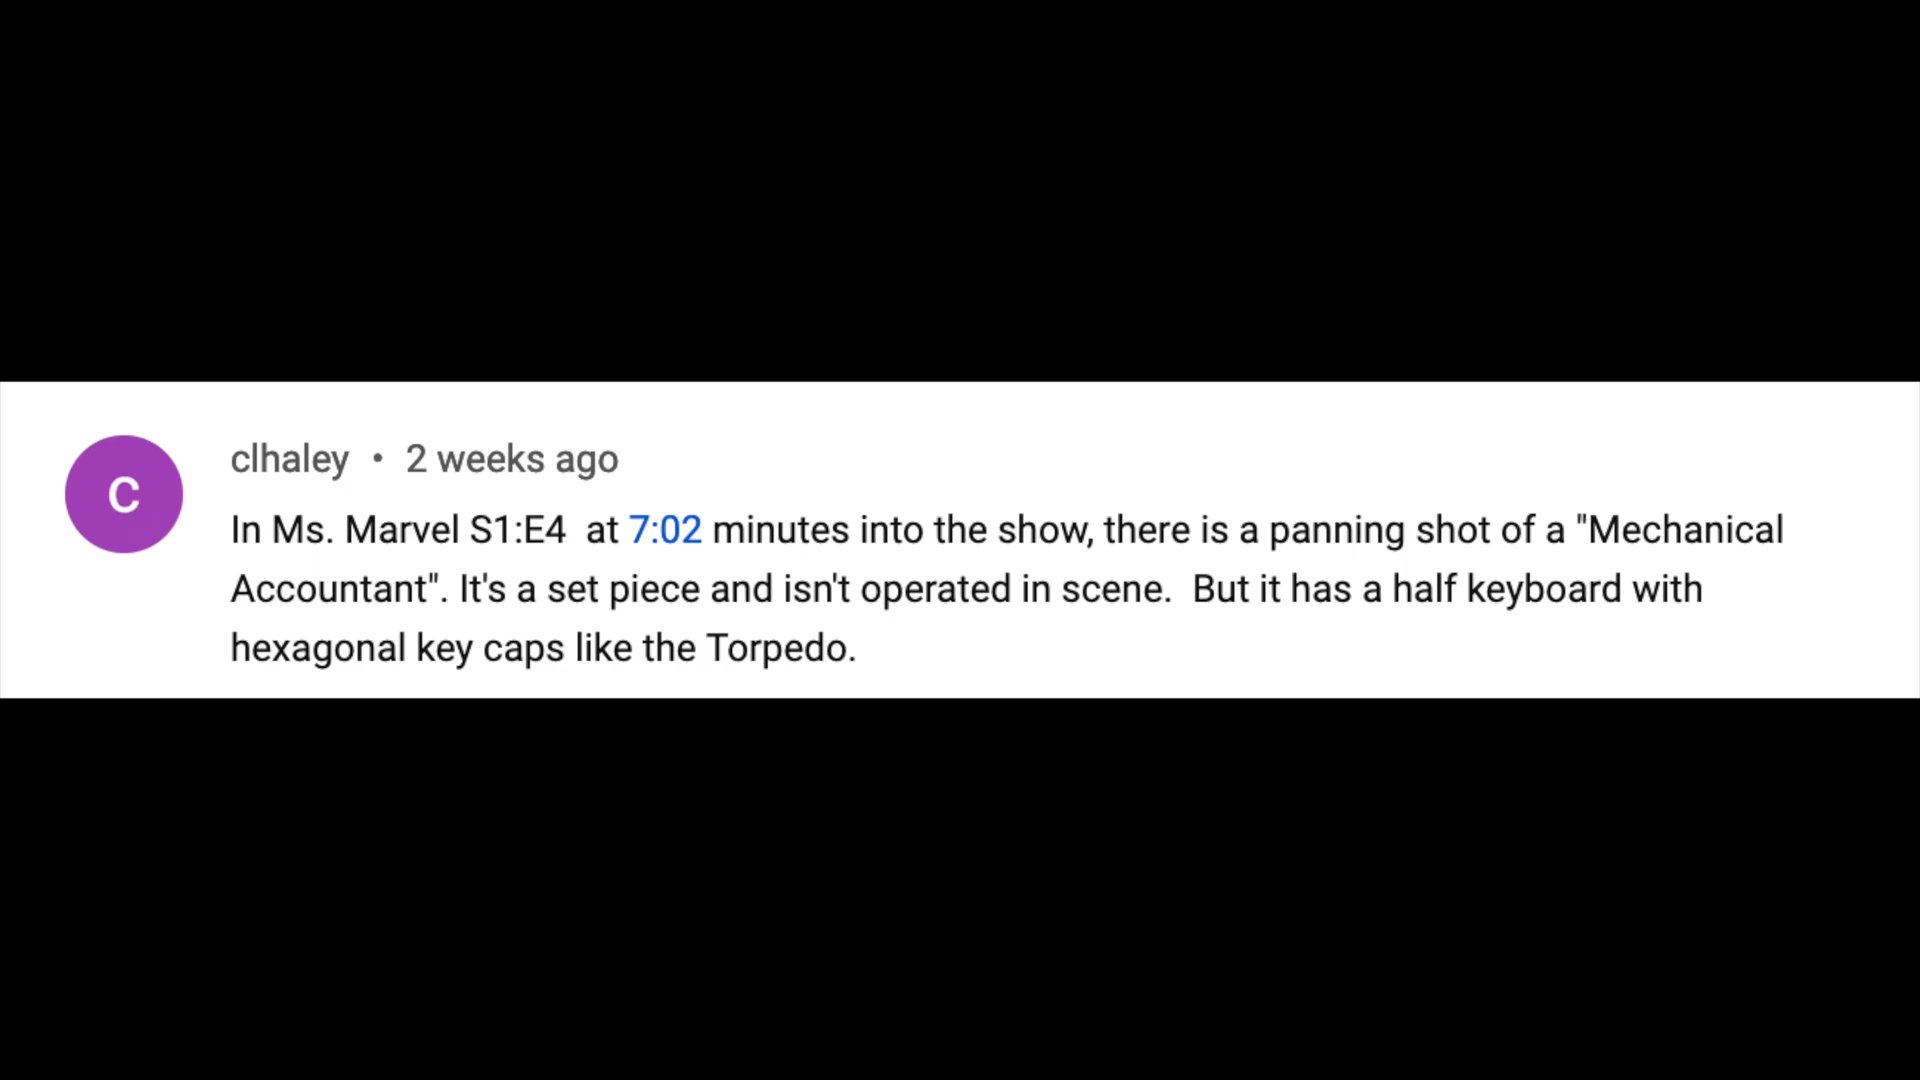 C
clhaley • 2 weeks ago
In Ms. Marvel S1:E4  at 7:02 minutes into the show, there is a panning shot of a "Mechanical
Accountant". It's a set piece and isn't operated in scene.  But it has a half keyboard with
hexagonal key caps like the Torpedo.